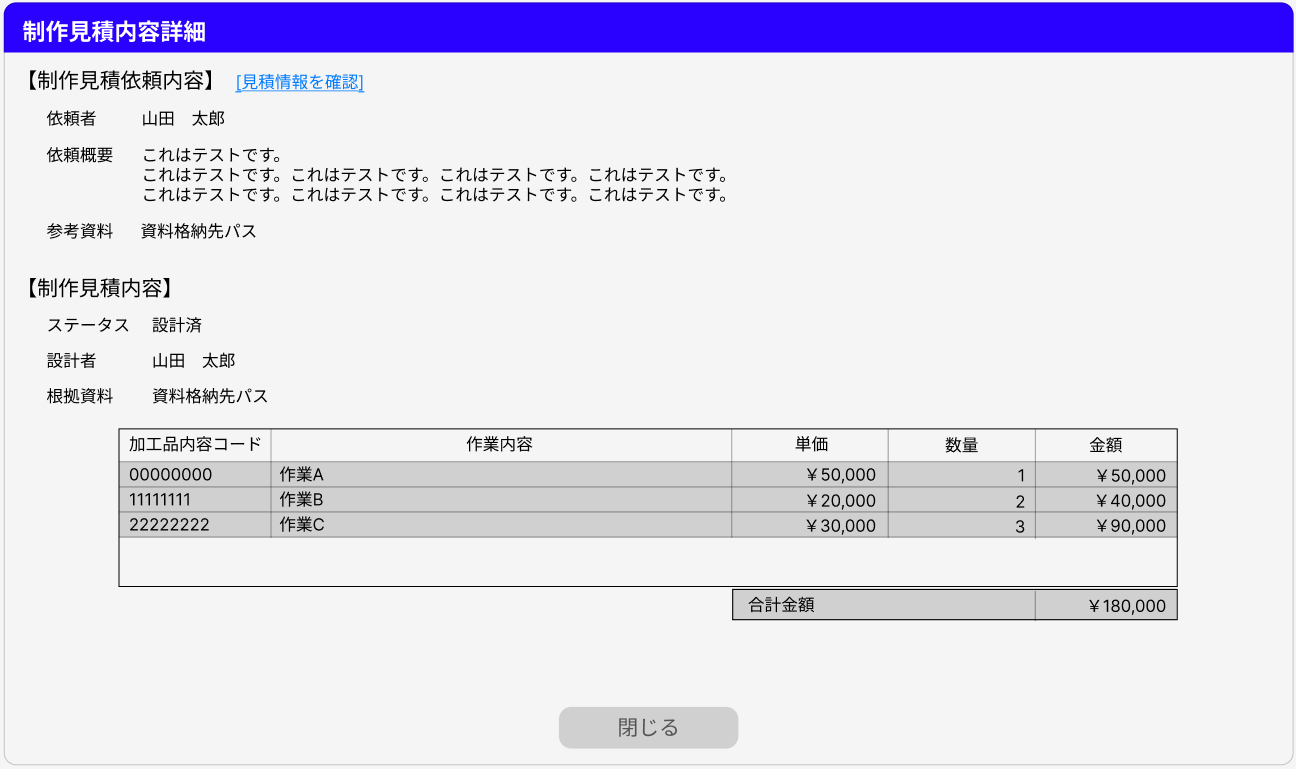 制作見積内容詳細
【制作見積依頼内容】 [見積情報を確認]
依頼者 山田　太郎
依頼概要 これはテストです。
これはテストです。これはテストです。これはテストです。これはテストです。
これはテストです。これはテストです。これはテストです。これはテストです。
参考資料 資料格納先パス
【制作見積内容】
ステータス 設計済
設計者 山田　太郎
根拠資料 資料格納先パス
加工品内容コード 作業内容 単価 数量 金額
00000000 作業A ￥50,000 1 ￥50,000
11111111 作業B ￥20,000 2 ￥40,000
22222222 作業C ￥30,000 3 ￥90,000
合計金額 ￥180,000
閉じる